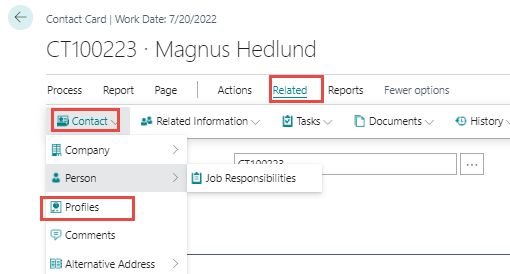 Contact Card | Work Date: 7/20/2022
CT100223 · Magnus Hedlund
Process Report Page Actions Related Reports Fewer options
Contact Related Information Tasks Documents History
Company
CT100223
Person
Job Responsibilities
Profiles
Comments
Alternative Address